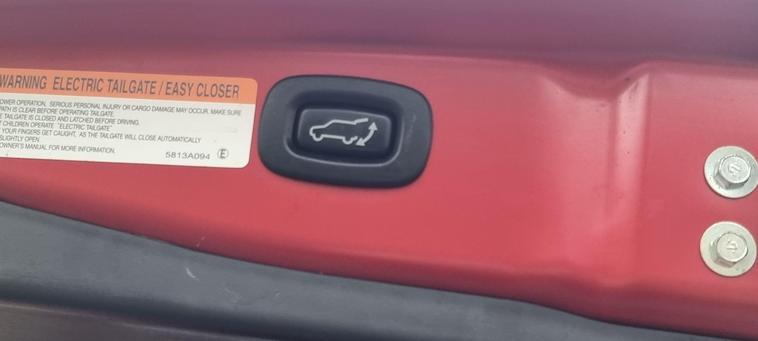 WARNING ELECTRIC TAILGATE / EASY CLOSER
OWER OPERATION, SERIOUS PERSONAL INJURY OR CARGO DAMAGE MAY OCCUR. MAKE SURE
PATH IS CLEAR BEFORE OPERATING TAILGATE.
E TAILGATE IS CLOSED AND LATCHED BEFORE DRIVING.
T CHILDREN OPERATE "ELECTRIC TAILGATE"
YOUR FINGERS GET CAUGHT, AS THE TAILGATE WILL CLOSE AUTOMATICALLY
SLIGHTLY OPEN.
OWNER'S MANUAL FOR MORE INFORMATION.
5813A094 E